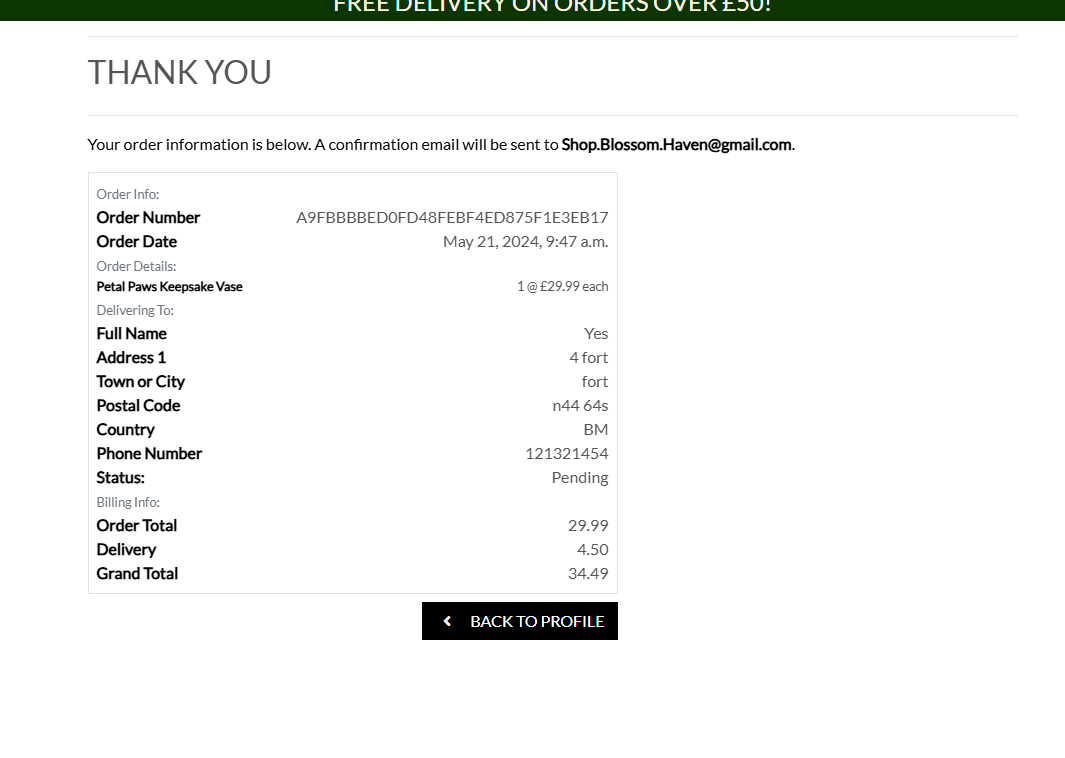 FREE DELIVERY ON ORDERS OVER £50!
THANK YOU
Your order information is below. A confirmation email will be sent to Shop.Blossom.Haven@gmail.com.
Order Info:
Order Number A9FBBBBED0FD48FEBF4ED875F1E3EB17
Order Date May 21, 2024, 9:47 a.m.
Order Details:
Petal Paws Keepsake Vase 1 @ £29.99 each
Delivering To:
Full Name Yes
Address 1 4 fort
Town or City fort
Postal Code n44 64s
Country BM
Phone Number 121321454
Status: Pending
Billing Info:
Order Total 29.99
Delivery 4.50
Grand Total 34.49
BACK TO PROFILE